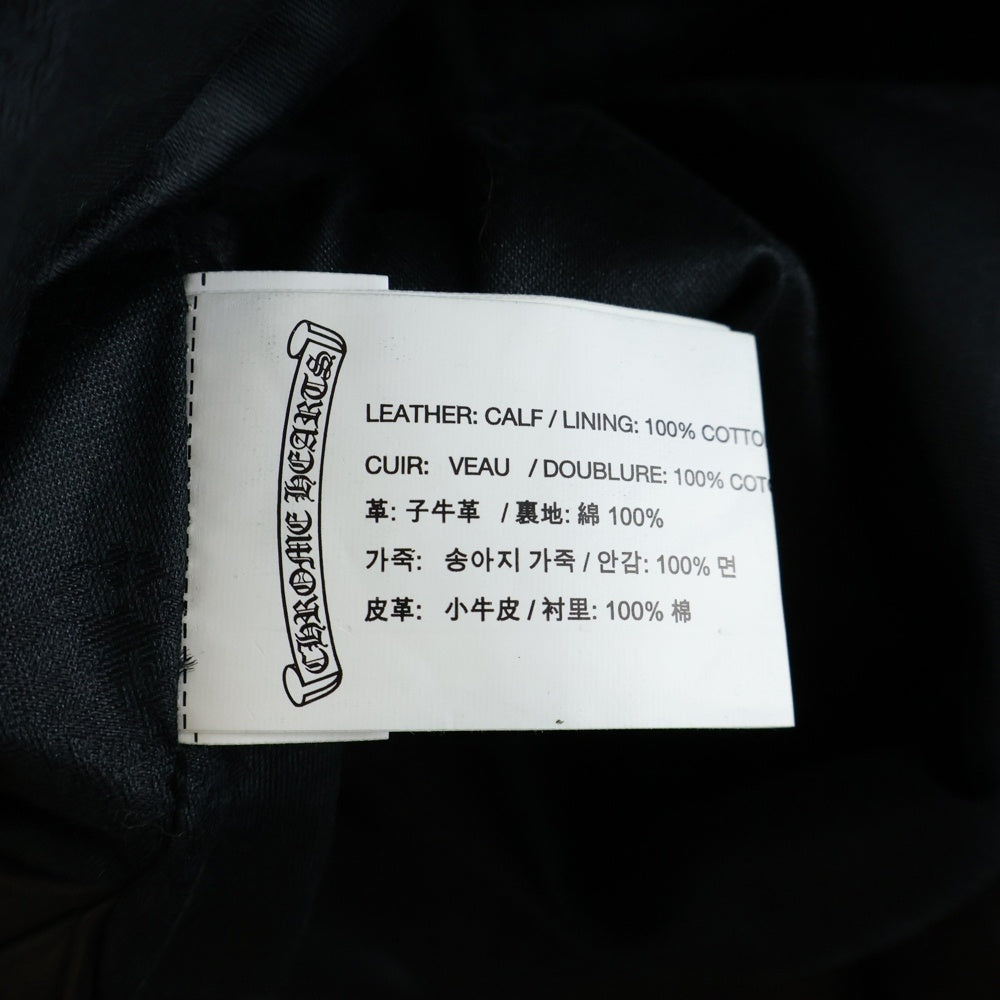 CHROME HEARTS
LEATHER: CALF / LINING: 100% COTTO
CUIR: VEAU / DOUBLURE: 100% COT
革: 子牛革 / 裏地: 綿 100%
가죽: 송아지 가죽 / 안감: 100% 면
皮革: 小牛皮 / 衬里: 100% 棉